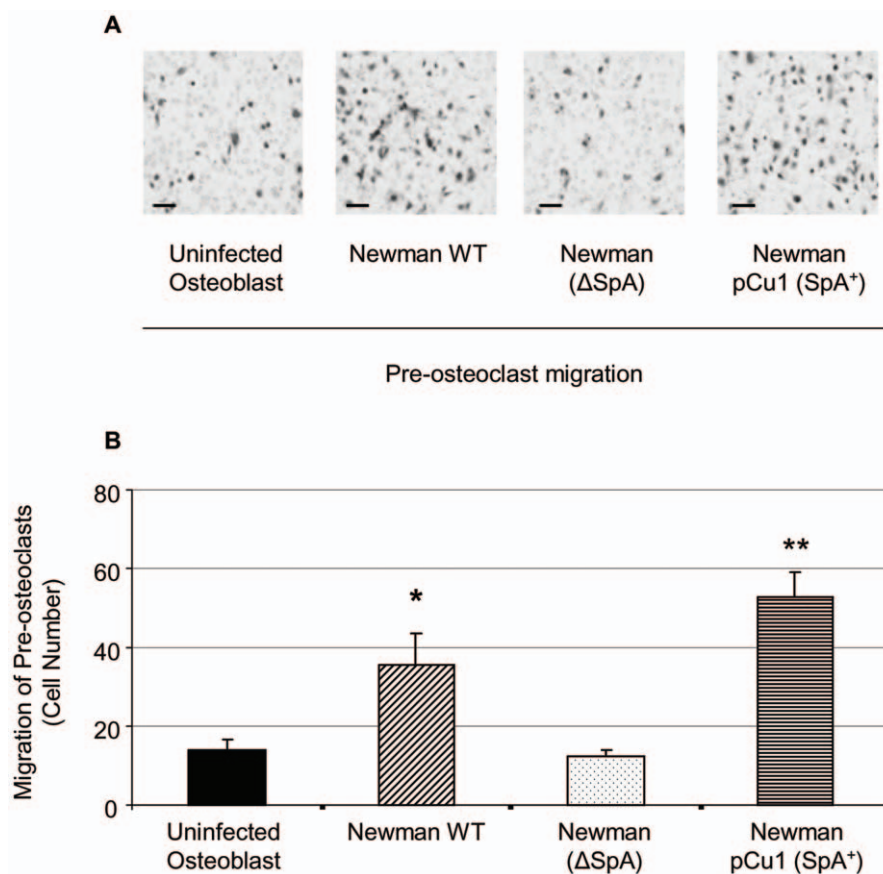 A
Uninfected
Osteoblast
Newman WT
Newman
(ΔSpA)
Newman
pCu1 (SpA⁺)
Pre-osteoclast migration
B
Migration of Pre-osteoclasts
(Cell Number)
80
60
40
20
0
*
**
Uninfected
Osteoblast
Newman WT
Newman
(ΔSpA)
Newman
pCu1 (SpA⁺)